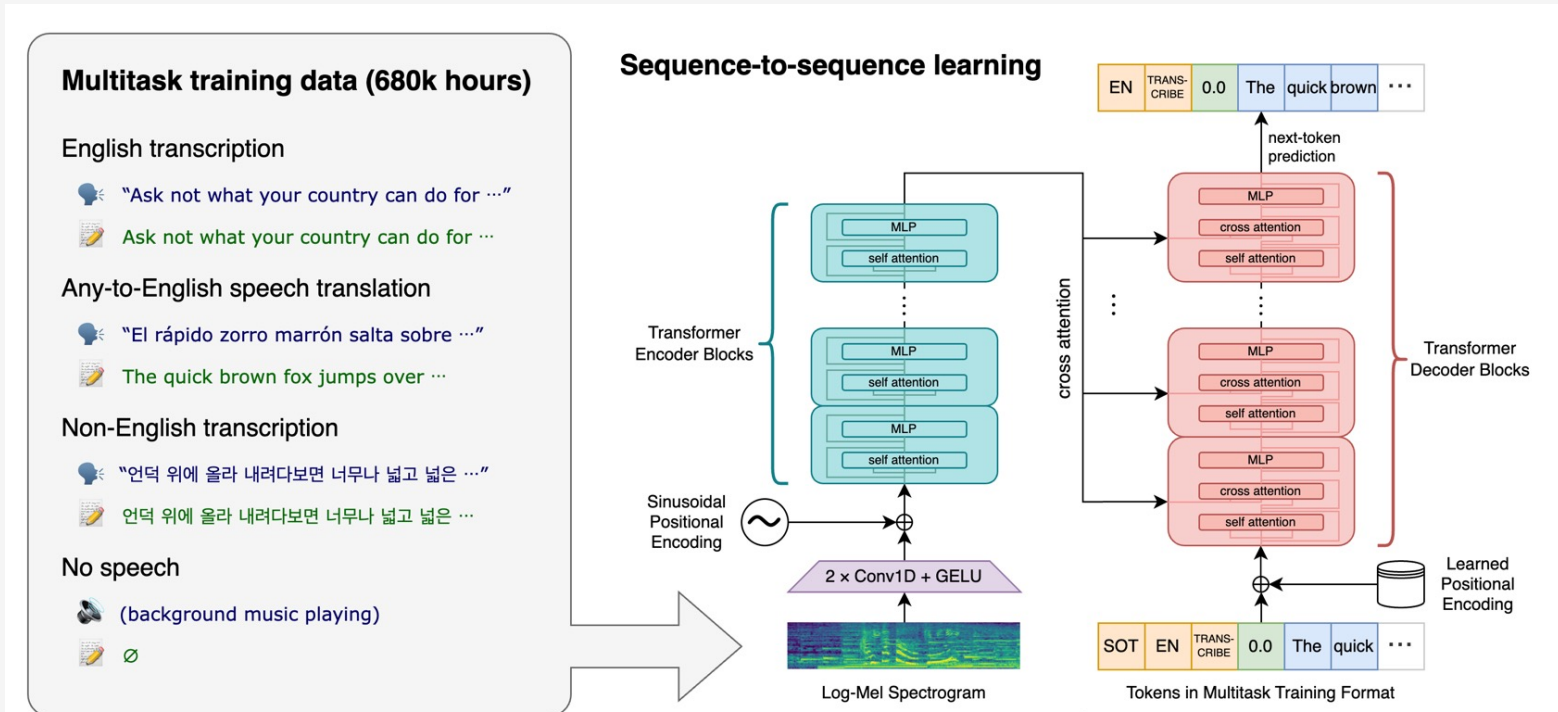 Multitask training data (680k hours)
English transcription
“Ask not what your country can do for ⋯”
Ask not what your country can do for ⋯
Any-to-English speech translation
“El rápido zorro marrón salta sobre ⋯”
The quick brown fox jumps over ⋯
Non-English transcription
“언덕 위에 올라 내려다보면 너무나 넓고 넓은 ⋯”
언덕 위에 올라 내려다보면 너무나 넓고 넓은 ⋯
No speech
(background music playing)
∅
Sequence-to-sequence learning
EN TRANS-CRIBE 0.0 The quick brown ⋯
next-token
prediction
MLP
self attention
MLP
self attention
MLP
self attention
Transformer
Encoder Blocks
Sinusoidal
Positional
Encoding
∼
2 × Conv1D + GELU
Log-Mel Spectrogram
cross attention
MLP
cross attention
self attention
MLP
cross attention
self attention
MLP
cross attention
self attention
Transformer
Decoder Blocks
Learned
Positional
Encoding
SOT EN TRANS-CRIBE 0.0 The quick ⋯
Tokens in Multitask Training Format